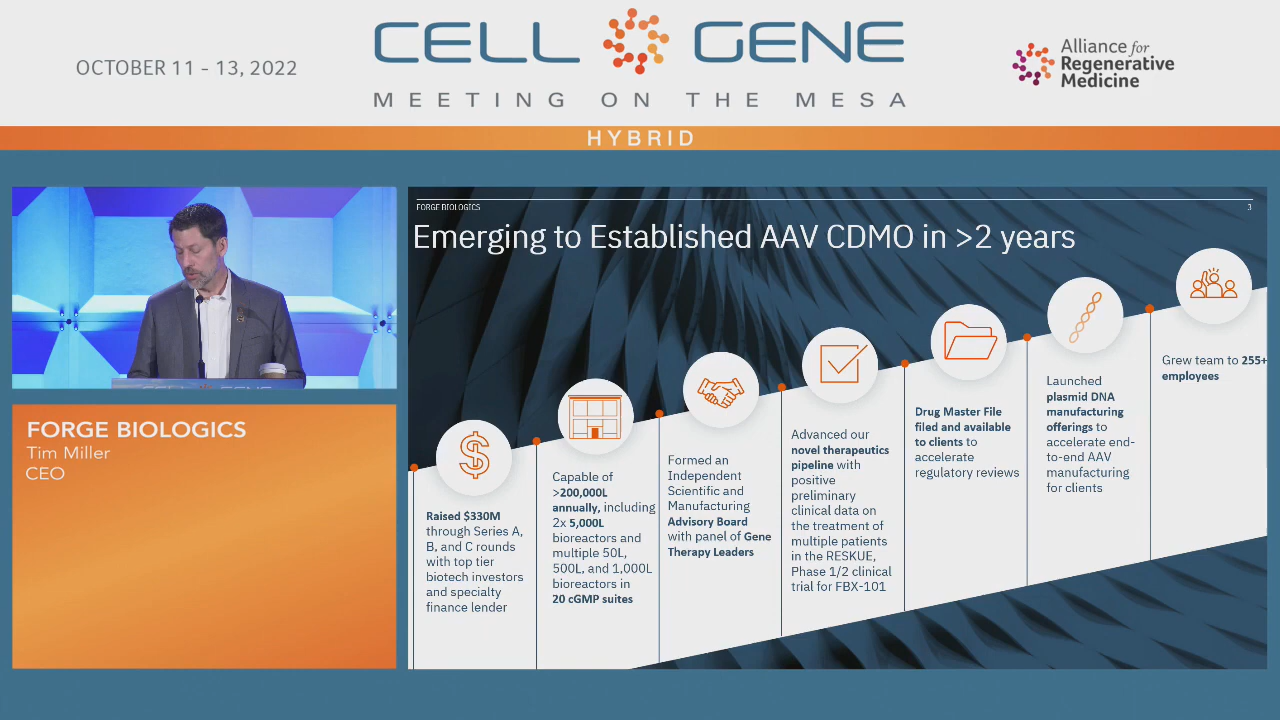 OCTOBER 11 - 13, 2022
CELL GENE
MEETING ON THE MESA
Alliance for
Regenerative
Medicine
HYBRID
FORGE BIOLOGICS
Tim Miller
CEO
FORGE BIOLOGICS
3
Emerging to Established AAV CDMO in >2 years
Raised $330M
through Series A,
B, and C rounds
with top tier
biotech investors
and specialty
finance lender
Capable of
>200,000L
annually, including
2x 5,000L
bioreactors and
multiple 50L,
500L, and 1,000L
bioreactors in
20 cGMP suites
Formed an
Independent
Scientific and
Manufacturing
Advisory Board
with panel of Gene
Therapy Leaders
Advanced our
novel therapeutics
pipeline with
positive
preliminary
clinical data on
the treatment of
multiple patients
in the RESKUE,
Phase 1/2 clinical
trial for FBX-101
Drug Master File
filed and available
to clients to
accelerate
regulatory reviews
Launched
plasmid DNA
manufacturing
offerings to
accelerate end-
to-end AAV
manufacturing
for clients
Grew team to 255+
employees